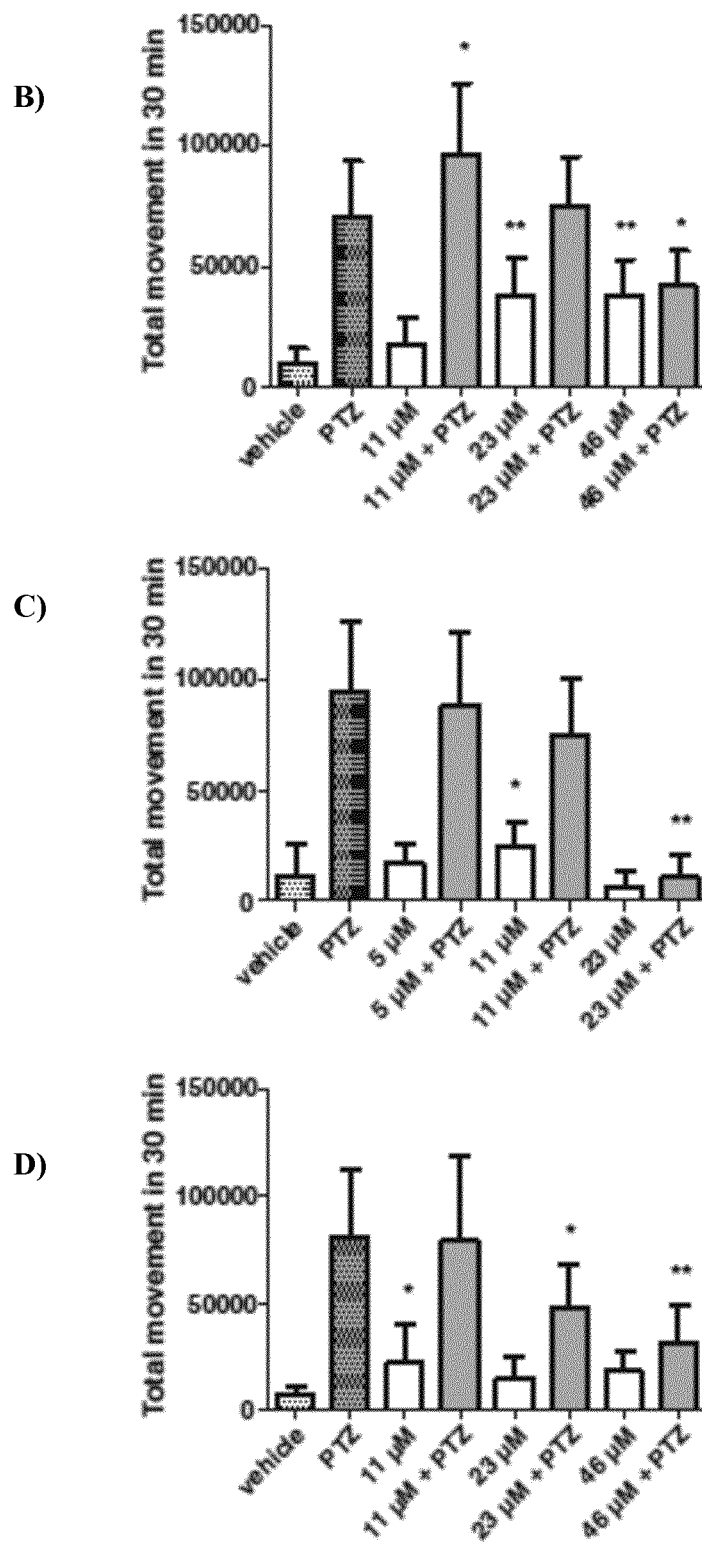 B)
Total movement in 30 min
150000
100000
50000
0
*
**
**
*
vehicle
PTZ
11 µM
11 µM + PTZ
23 µM
23 µM + PTZ
46 µM
46 µM + PTZ
C)
Total movement in 30 min
150000
100000
50000
0
*
**
vehicle
PTZ
5 µM
5 µM + PTZ
11 µM
11 µM + PTZ
23 µM
23 µM + PTZ
D)
Total movement in 30 min
150000
100000
50000
0
*
*
**
vehicle
PTZ
11 µM
11 µM + PTZ
23 µM
23 µM + PTZ
46 µM
46 µM + PTZ